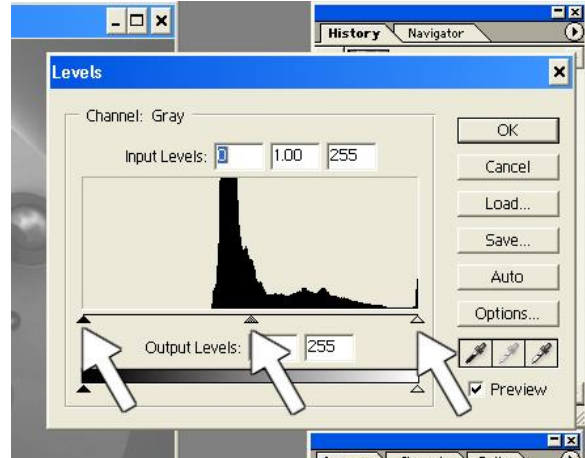 History Navigator
Levels
Channel: Gray
OK
Input Levels: 0 1.00 255
Cancel
Load...
Save...
Auto
Options...
Output Levels: 255
Preview